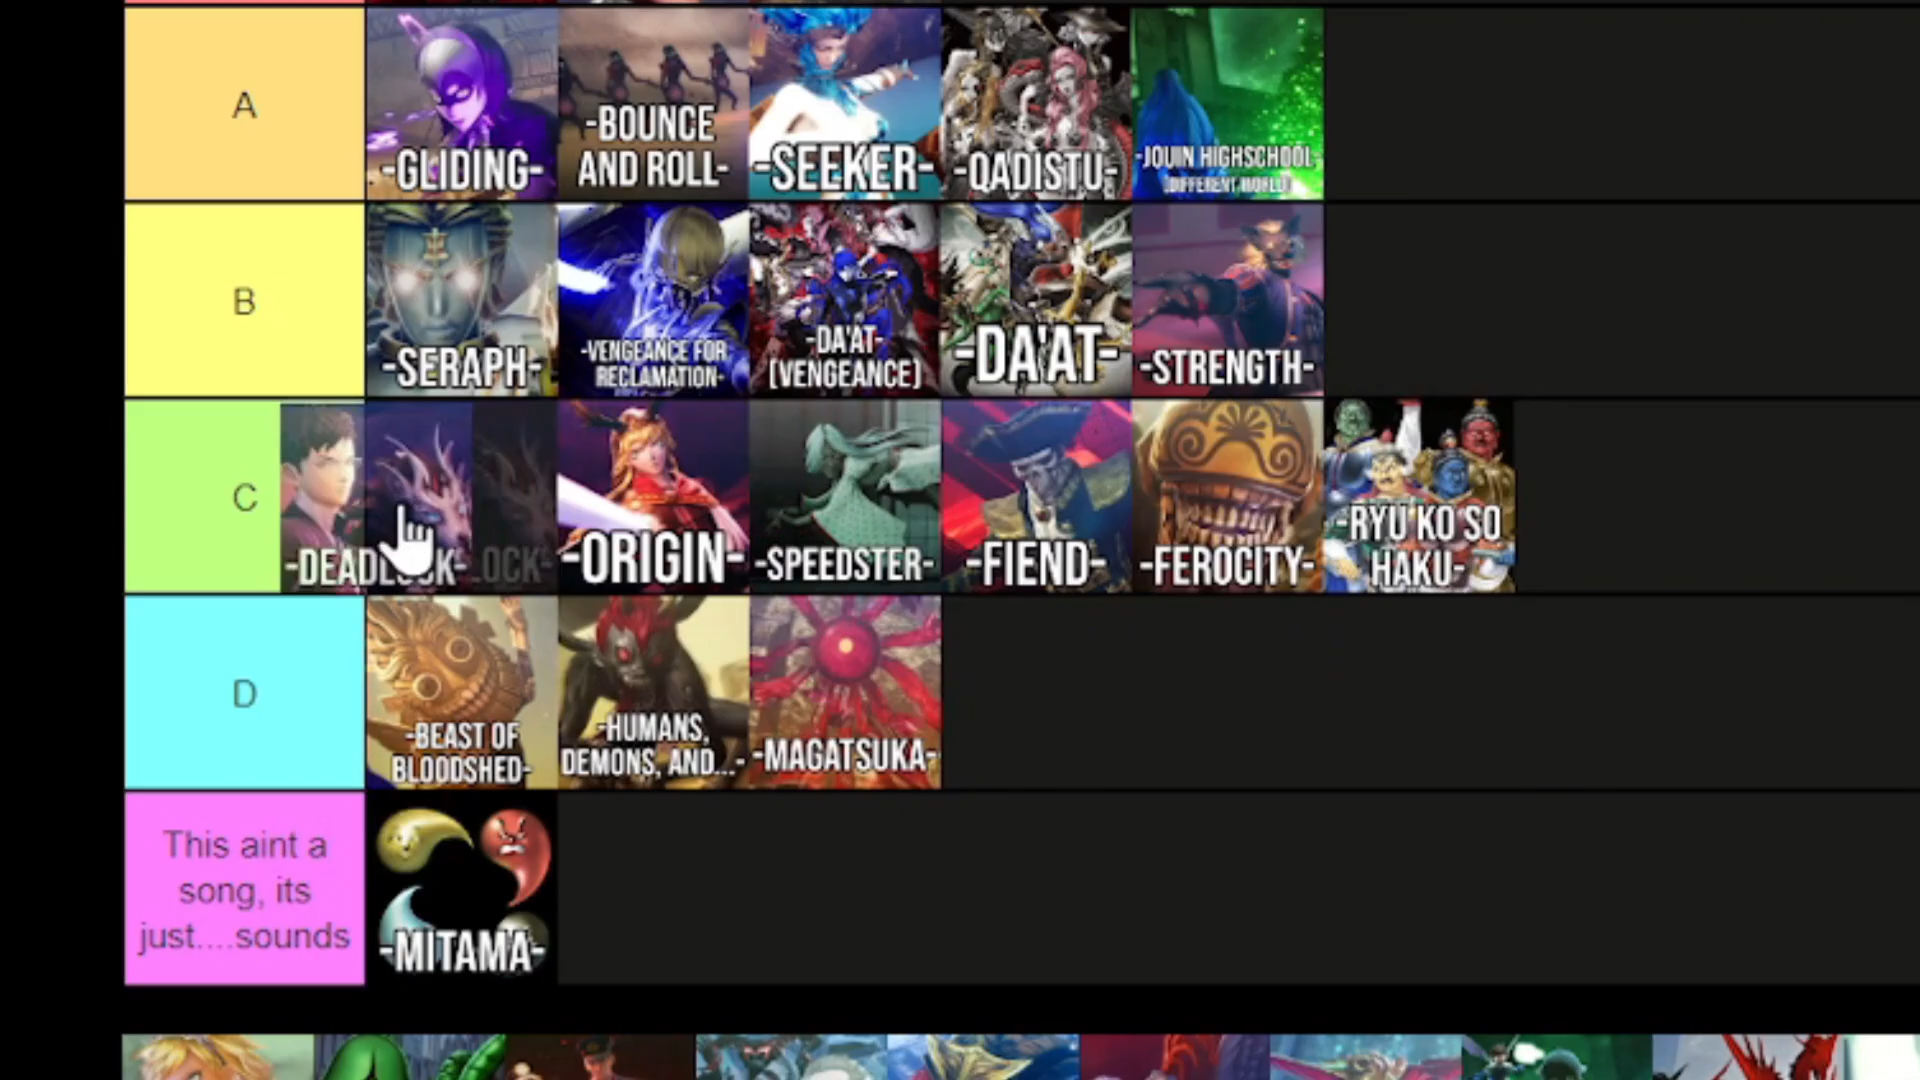 A
-GLIDING-
-BOUNCE
AND ROLL-
-SEEKER-
-QADISTU-
-JOUIN HIGHSCHOOL-
[DIFFERENT WORLD]
B
-SERAPH-
-VENGEANCE FOR
RECLAMATION-
-DA'AT-
[VENGEANCE]
-DA'AT-
-STRENGTH-
C
-DEADLOCK-
OCK-
-ORIGIN-
-SPEEDSTER-
-FIEND-
-FEROCITY-
-RYU KO SO
HAKU-
D
-BEAST OF
BLOODSHED-
-HUMANS,
DEMONS, AND...-
-MAGATSUKA-
This aint a
song, its
just....sounds
-MITAMA-